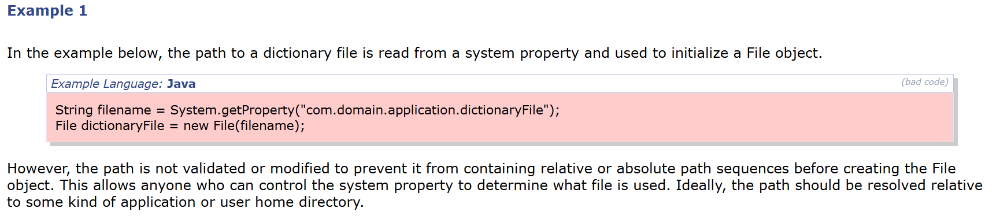 Example 1
In the example below, the path to a dictionary file is read from a system property and used to initialize a File object.
Example Language: Java
(bad code)
String filename = System.getProperty("com.domain.application.dictionaryFile");
File dictionaryFile = new File(filename);
However, the path is not validated or modified to prevent it from containing relative or absolute path sequences before creating the File
object. This allows anyone who can control the system property to determine what file is used. Ideally, the path should be resolved relative
to some kind of application or user home directory.